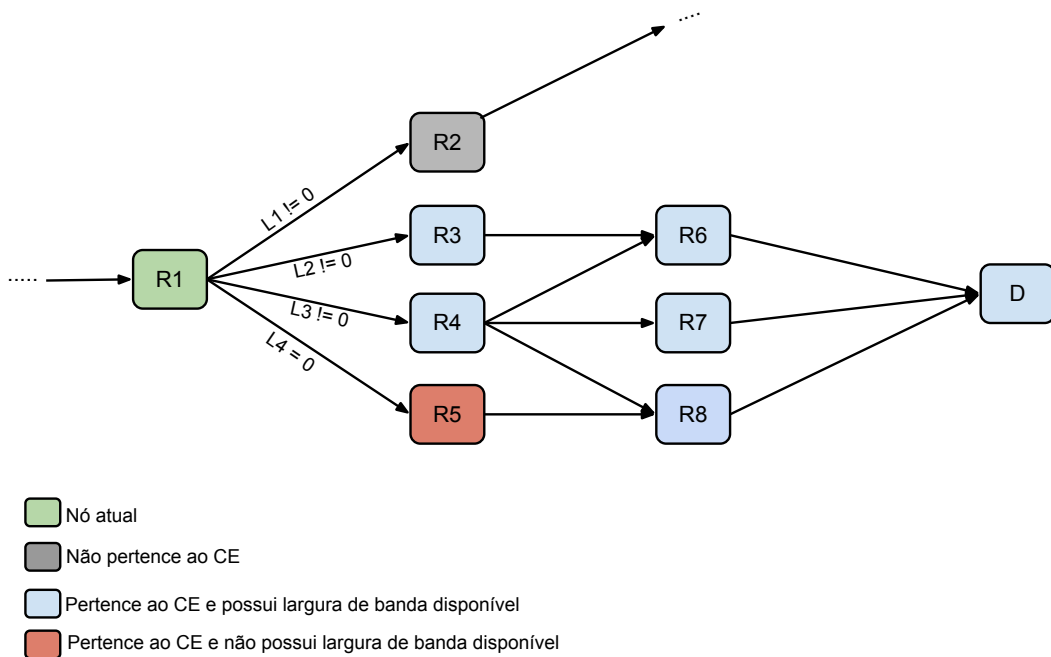 ....
R2
L1 != 0
R3
R6
L2 != 0
.....
R1
D
L3 != 0
R4
R7
L4 = 0
R5
R8
Nó atual
Não pertence ao CE
Pertence ao CE e possui largura de banda disponível
Pertence ao CE e não possui largura de banda disponível